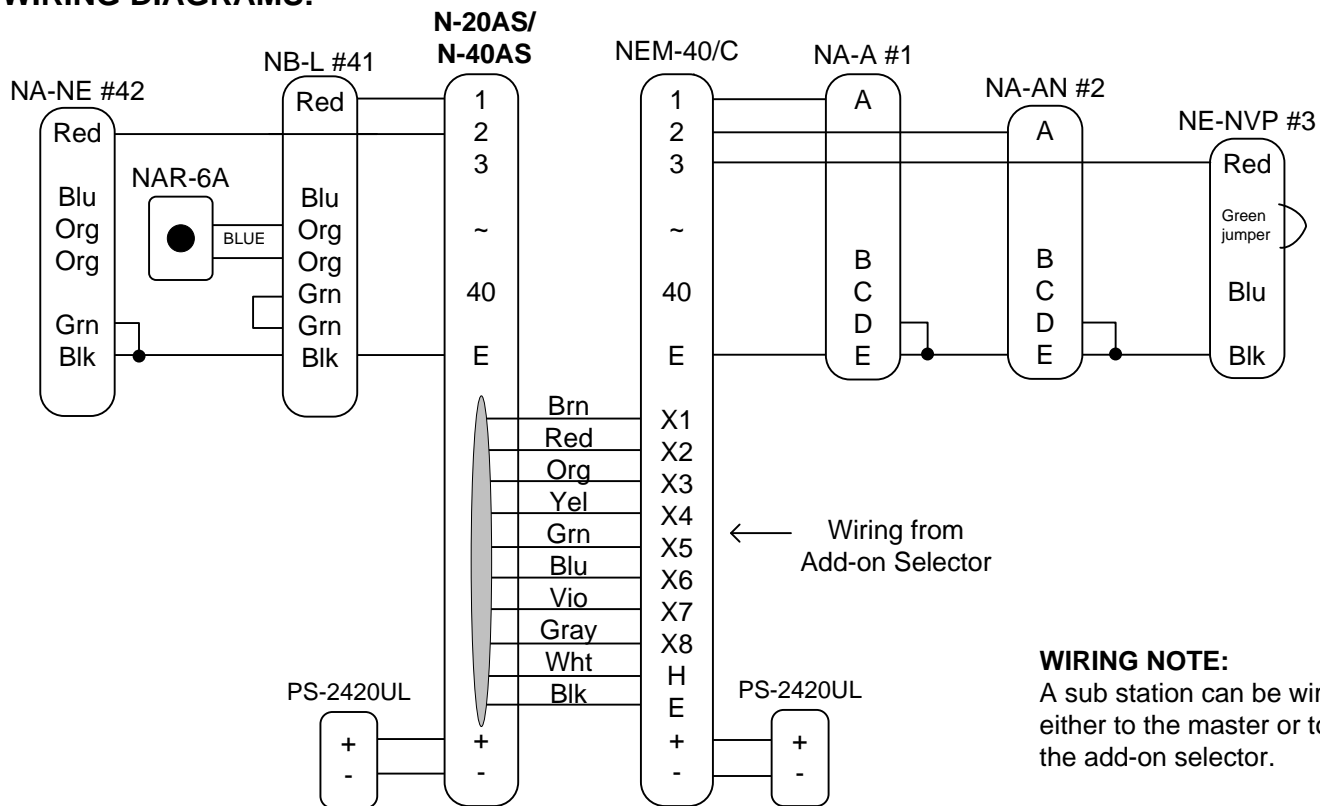 WIRING DIAGRAMS:
N-20AS/
N-40AS
NEM-40/C
NA-A #1
NB-L #41
NA-NE #42
NA-AN #2
NE-NVP #3
Red
Blu
Org
Org
Grn
Blk
NAR-6A
BLUE
Red
Blu
Org
Org
Grn
Grn
Blk
1
2
3
~
40
E
+
-
1
2
3
~
40
E
X1
X2
X3
X4
X5
X6
X7
X8
H
E
+
-
A
B
C
D
E
A
B
C
D
E
Red
Green
jumper
Blu
Blk
Brn
Red
Org
Yel
Grn
Blu
Vio
Gray
Wht
Blk
Wiring from
Add-on Selector
PS-2420UL
+
-
PS-2420UL
+
-
WIRING NOTE:
A sub station can be
either to the master or
the add-on selector.